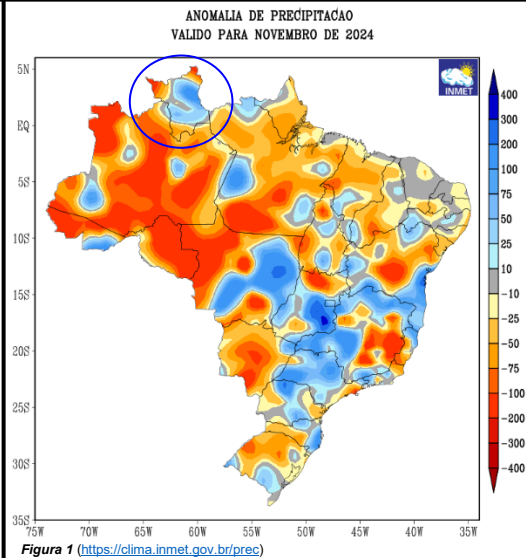 ANOMALIA DE PRECIPITACAO
VALIDO PARA NOVEMBRO DE 2024
INMET
5N
EQ
5S
10S
15S
20S
25S
30S
35S
75W 70W 65W 60W 55W 50W 45W 40W 35W
400
300
200
100
75
50
25
10
-10
-25
-50
-75
-100
-200
-300
-400
Figura 1 (https://clima.inmet.gov.br/prec)